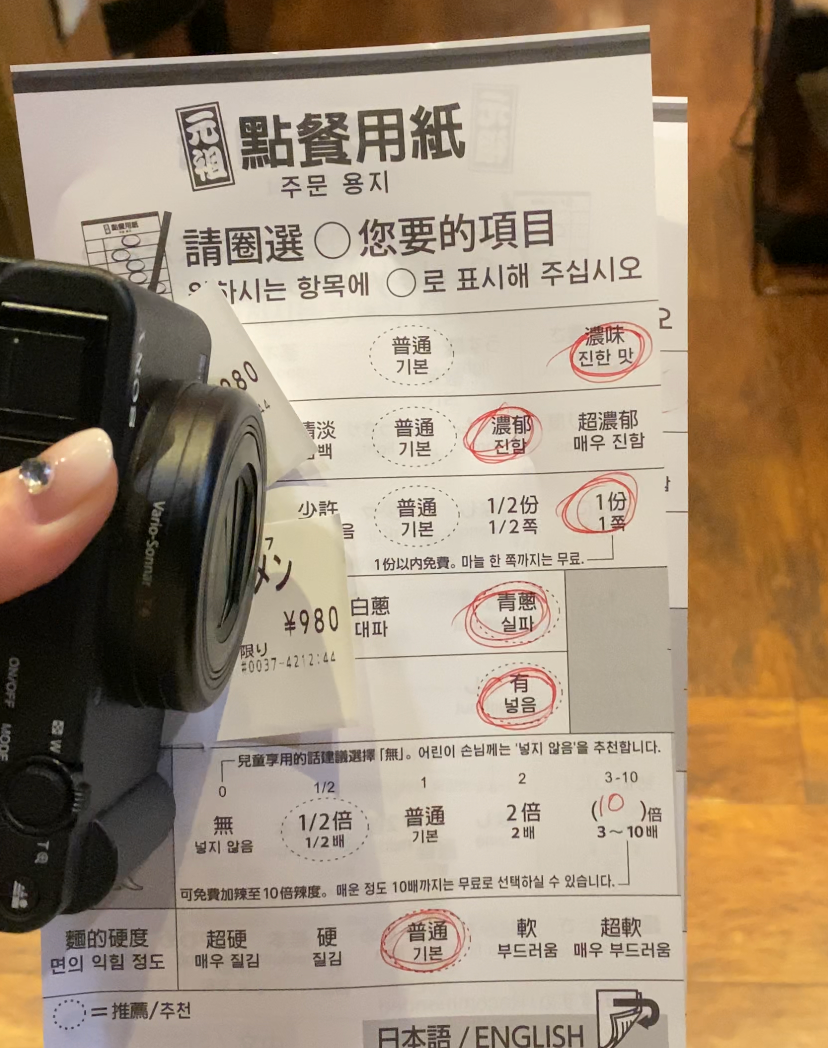 元祖 點餐用紙
주문 용지
請圈選 ◯ 您要的項目
하시는 항목에 ◯로 표시해 주십시오
普通 濃味
기본 진한 맛
淡 普通 濃郁 超濃郁
백 기본 진함 매우 진함
少許 普通 1/2份 1份
음 기본 1/2쪽 1쪽
1份以內免費。마늘 한 쪽까지는 무료.
白蔥 青蔥
대파 실파
有
넣음
兒童享用的話建議選擇「無」。어린이 손님께는 '넣지 않음'을 추천합니다.
0 1/2 1 2 3-10
無 1/2倍 普通 2倍 (10)倍
넣지 않음 1/2배 기본 2배 3～10배
可免費加辣至10倍辣度。매운 정도 10배까지는 무료로 선택하실 수 있습니다.
麵的硬度 超硬 硬 普通 軟 超軟
면의 익힘 정도 매우 질김 질김 기본 부드러움 매우 부드러움
=推薦/추천
日本語 / ENGLISH
980
メン
¥980
限り
#0037-4212:44
SONY
Vario-Sonnar
ON/OFF
MODE
W
T